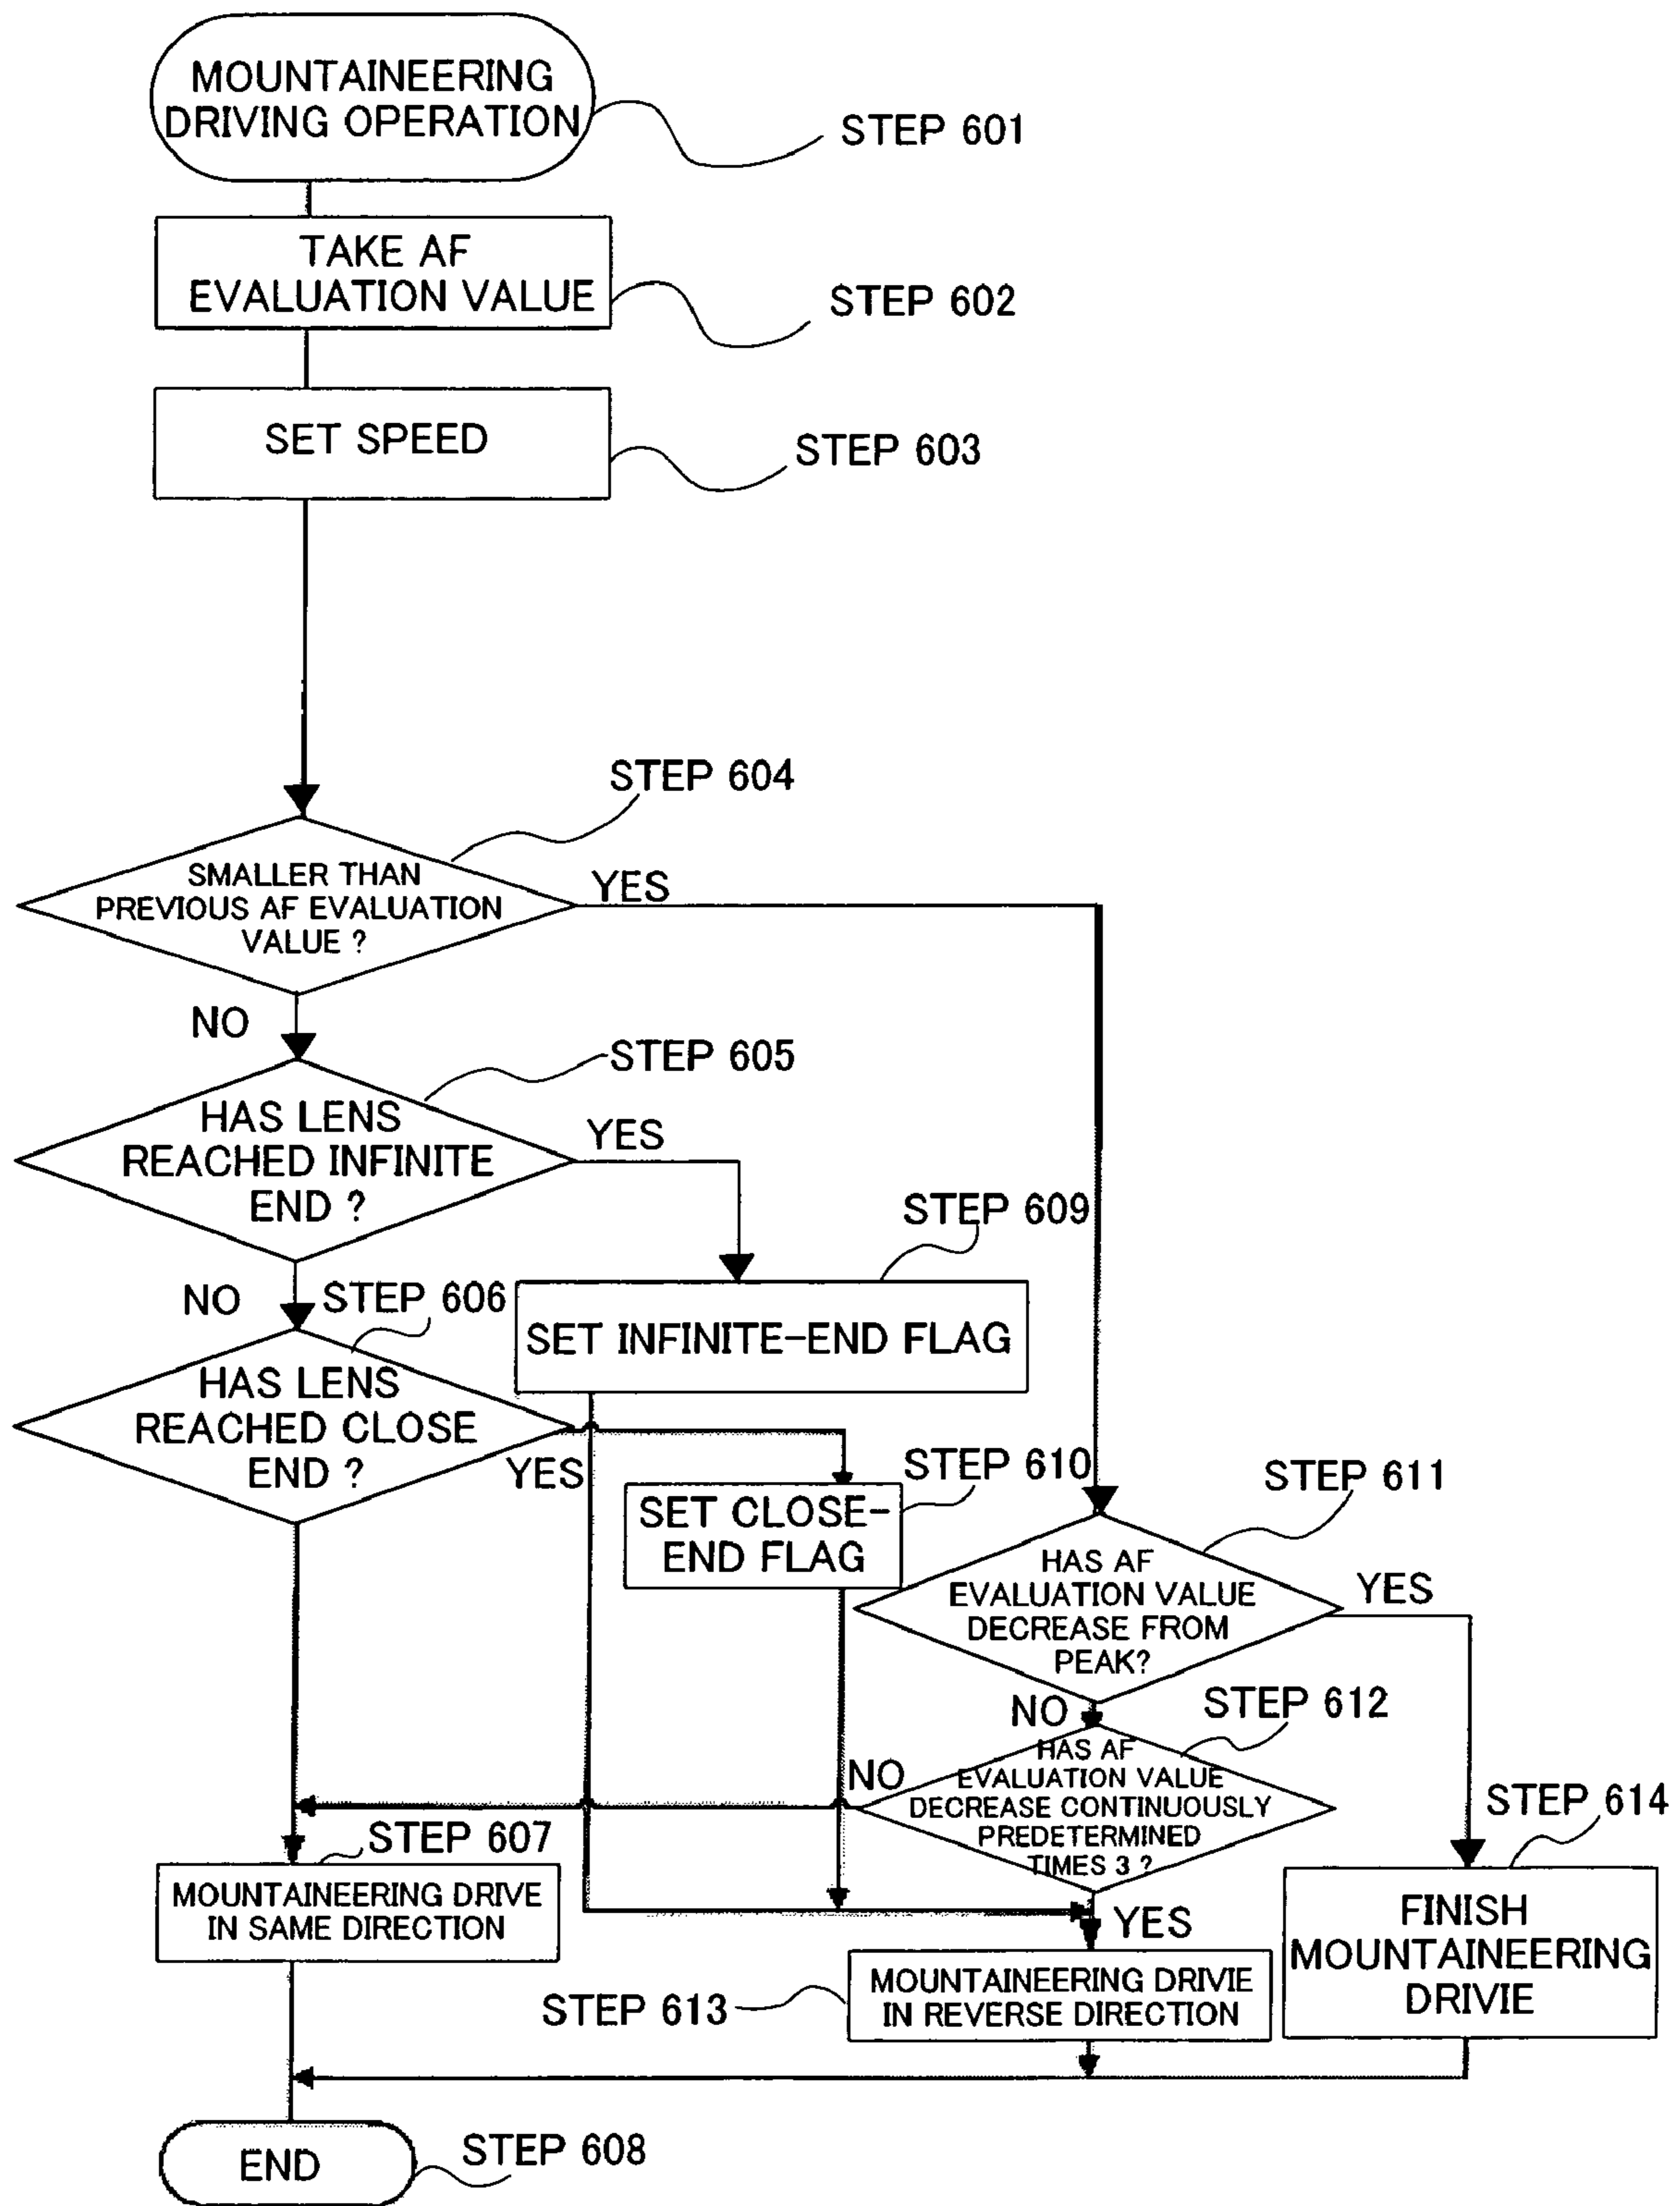 MOUNTAINEERING
DRIVING OPERATION
STEP 601
TAKE AF
EVALUATION VALUE
STEP 602
SET SPEED
STEP 603
STEP 604
SMALLER THAN
PREVIOUS AF EVALUATION
VALUE ?
YES
NO
STEP 605
HAS LENS
REACHED INFINITE
END ?
YES
STEP 609
NO
STEP 606
SET INFINITE-END FLAG
HAS LENS
REACHED CLOSE
END ?
YES
STEP 610
SET CLOSE-
END FLAG
STEP 611
HAS AF
EVALUATION VALUE
DECREASE FROM
PEAK?
YES
NO
STEP 612
HAS AF
EVALUATION VALUE
DECREASE CONTINUOUSLY
PREDETERMINED
TIMES 3 ?
NO
STEP 614
STEP 607
MOUNTAINEERING DRIVE
IN SAME DIRECTION
YES
FINISH
MOUNTAINEERING
DRIVIE
MOUNTAINEERING DRIVIE
IN REVERSE DIRECTION
STEP 613
END
STEP 608